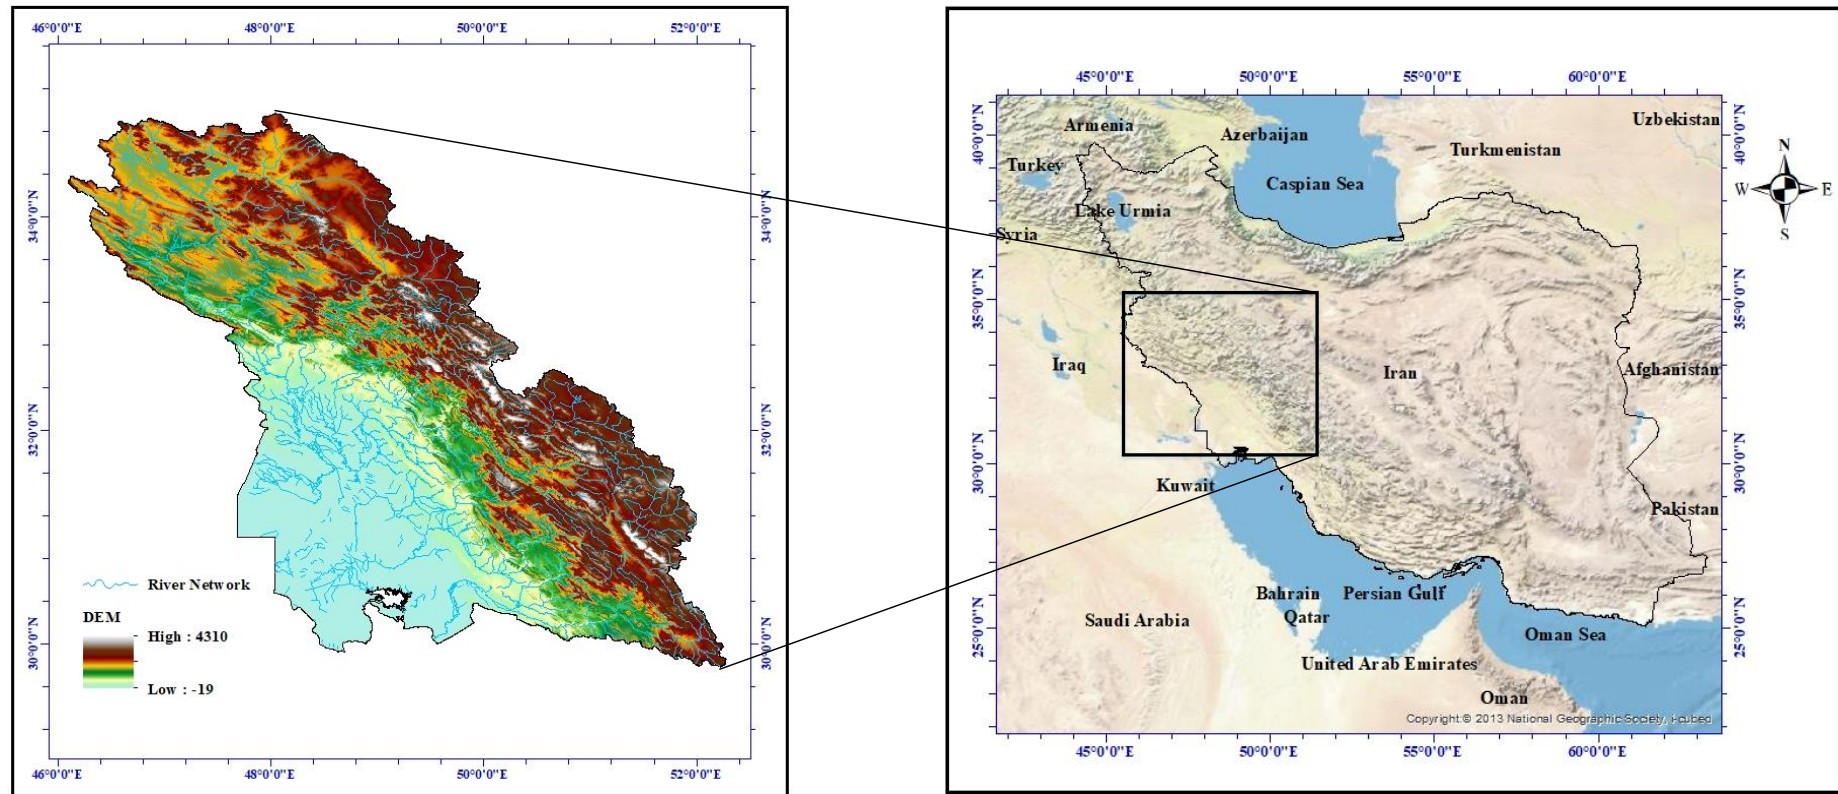 46°0'0"E 48°0'0"E 50°0'0"E 52°0'0"E
34°0'0"N 34°0'0"N
32°0'0"N 32°0'0"N
30°0'0"N 30°0'0"N
River Network
DEM
High : 4310
Low : -19
46°0'0"E 48°0'0"E 50°0'0"E 52°0'0"E
45°0'0"E 50°0'0"E 55°0'0"E 60°0'0"E
40°0'0"N 40°0'0"N
35°0'0"N 35°0'0"N
30°0'0"N 30°0'0"N
25°0'0"N 25°0'0"N
Uzbekistan
Armenia
Azerbaijan
Turkmenistan
Turkey
Caspian Sea
Lake Urmia
Syria
N
W E
S
Iraq
Iran
Afghanistan
Kuwait
Pakistan
Bahrain
Persian Gulf
Qatar
Saudi Arabia
Oman Sea
United Arab Emirates
Oman
Copyright:© 2013 National Geographic Society, i-cubed
45°0'0"E 50°0'0"E 55°0'0"E 60°0'0"E